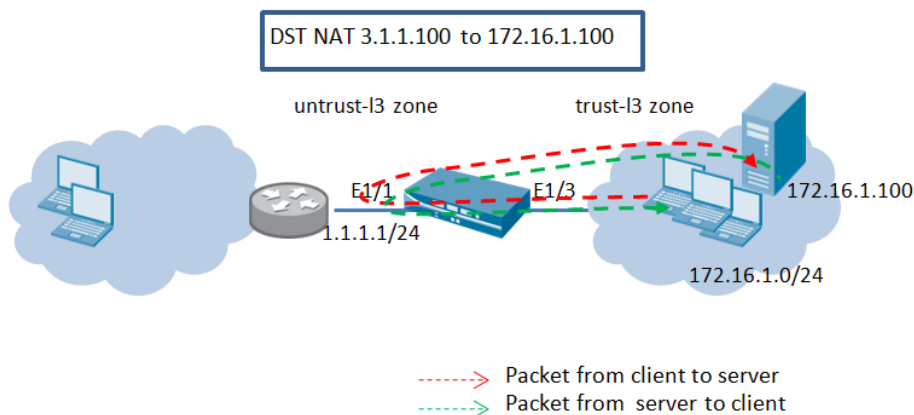 DST NAT 3.1.1.100 to 172.16.1.100
untrust-l3 zone
trust-l3 zone
E1/1
E1/3
172.16.1.100
1.1.1.1/24
172.16.1.0/24
Packet from client to server
Packet from server to client